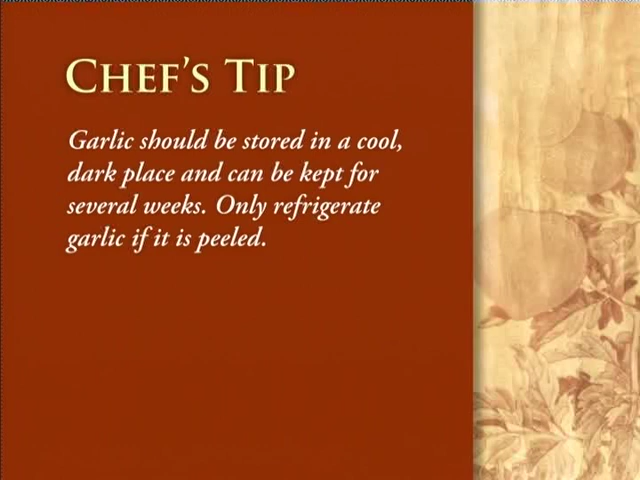 CHEF'S TIP
Garlic should be stored in a cool,
dark place and can be kept for
several weeks. Only refrigerate
garlic if it is peeled.